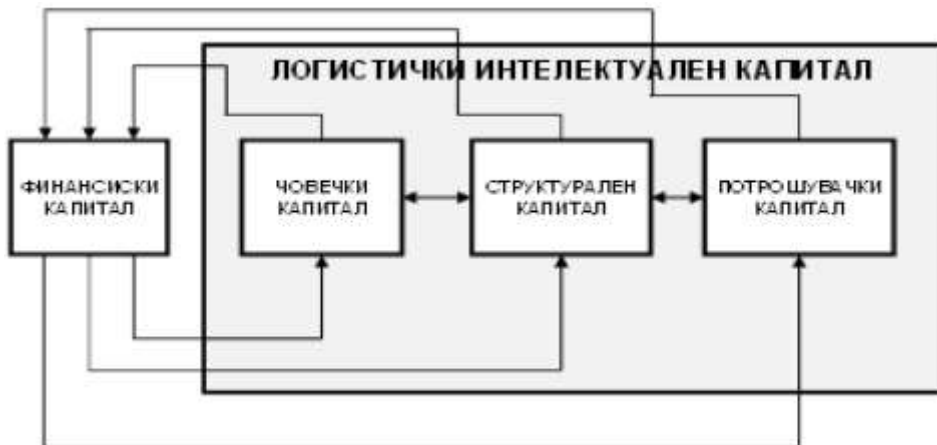 ЛОГИСТИЧКИ ИНТЕЛЕКТУАЛЕН КАПИТАЛ
ФИНАНСИСКИ
КАПИТАЛ
ЧОВЕЧКИ
КАПИТАЛ
СТРУКТУРАЛЕН
КАПИТАЛ
ПОТРОШУВАЧКИ
КАПИТАЛ